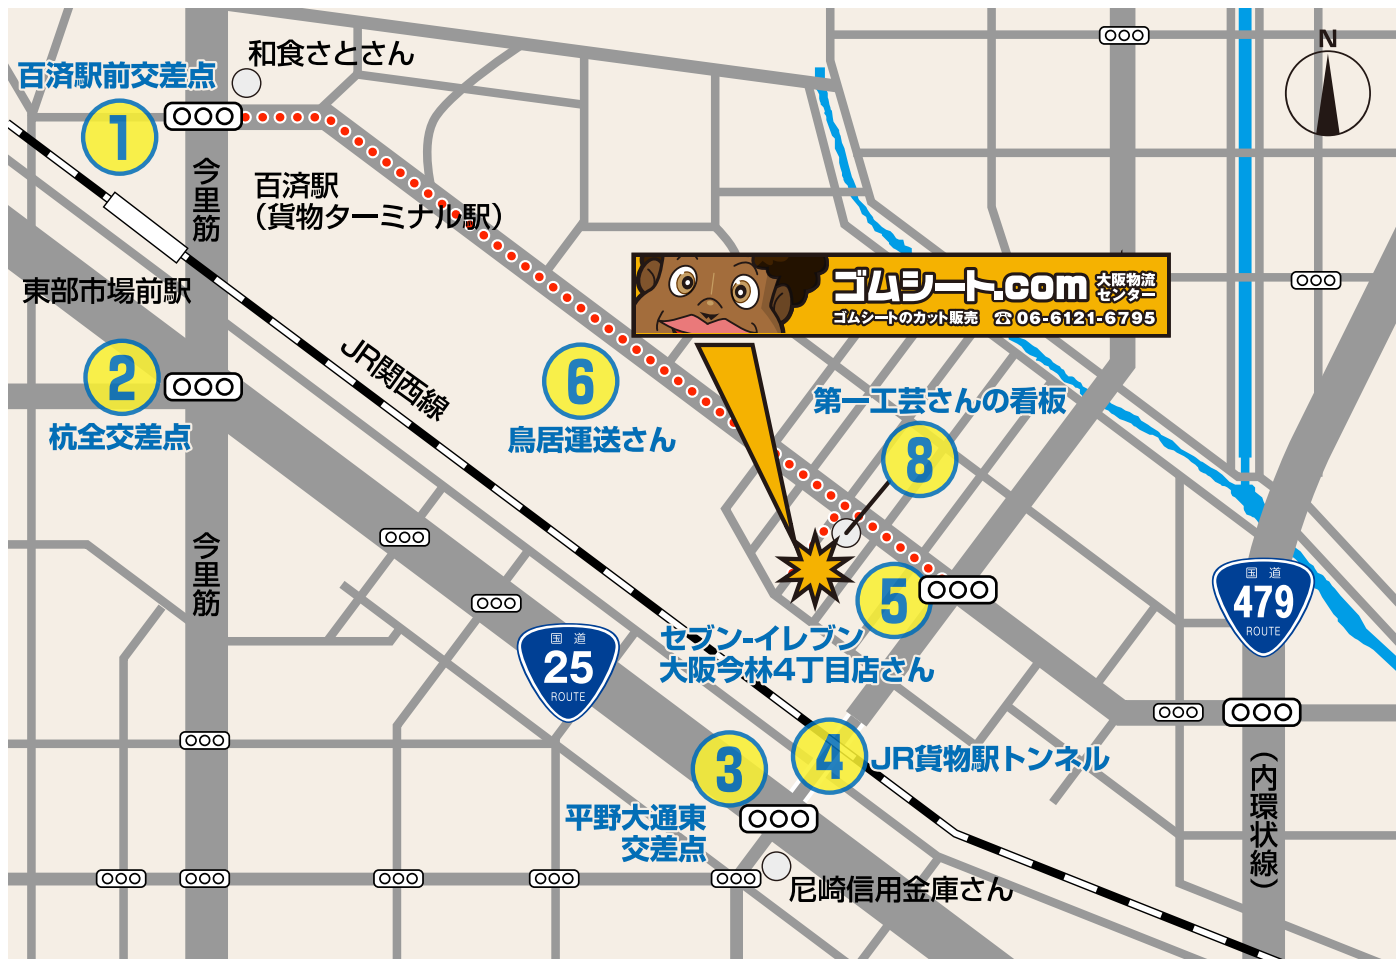 和食さとさん
百済駅前交差点
N
1
今里筋
百済駅
(貨物ターミナル駅)
東部市場前駅
ゴムシート.com
大阪物流
センター
ゴムシートのカット販売 ☎06-6121-6795
JR関西線
2
杭全交差点
6
鳥居運送さん
第一工芸さんの看板
8
今里筋
5
国道
479
ROUTE
国道
25
ROUTE
セブン-イレブン
大阪今林4丁目店さん
4
JR貨物駅トンネル
3
平野大通東
交差点
(内環状線)
尼崎信用金庫さん